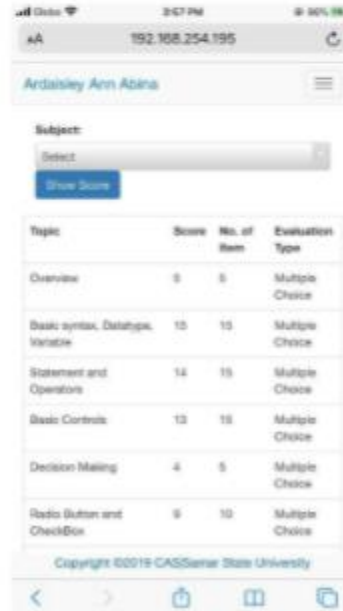 Globe 3:57 PM 90%
AA 192.168.254.195
Ardaisley Ann Abina
Subject:
Select
Show Score
Topic Score No. of Item Evaluation Type
Overview 5 5 Multiple Choice
Basic syntax, Datatype, Variable 15 15 Multiple Choice
Statement and Operators 14 15 Multiple Choice
Basic Controls 13 15 Multiple Choice
Decision Making 4 5 Multiple Choice
Radio Button and CheckBox 9 10 Multiple Choice
Copyright ©2019 CASSamar State University